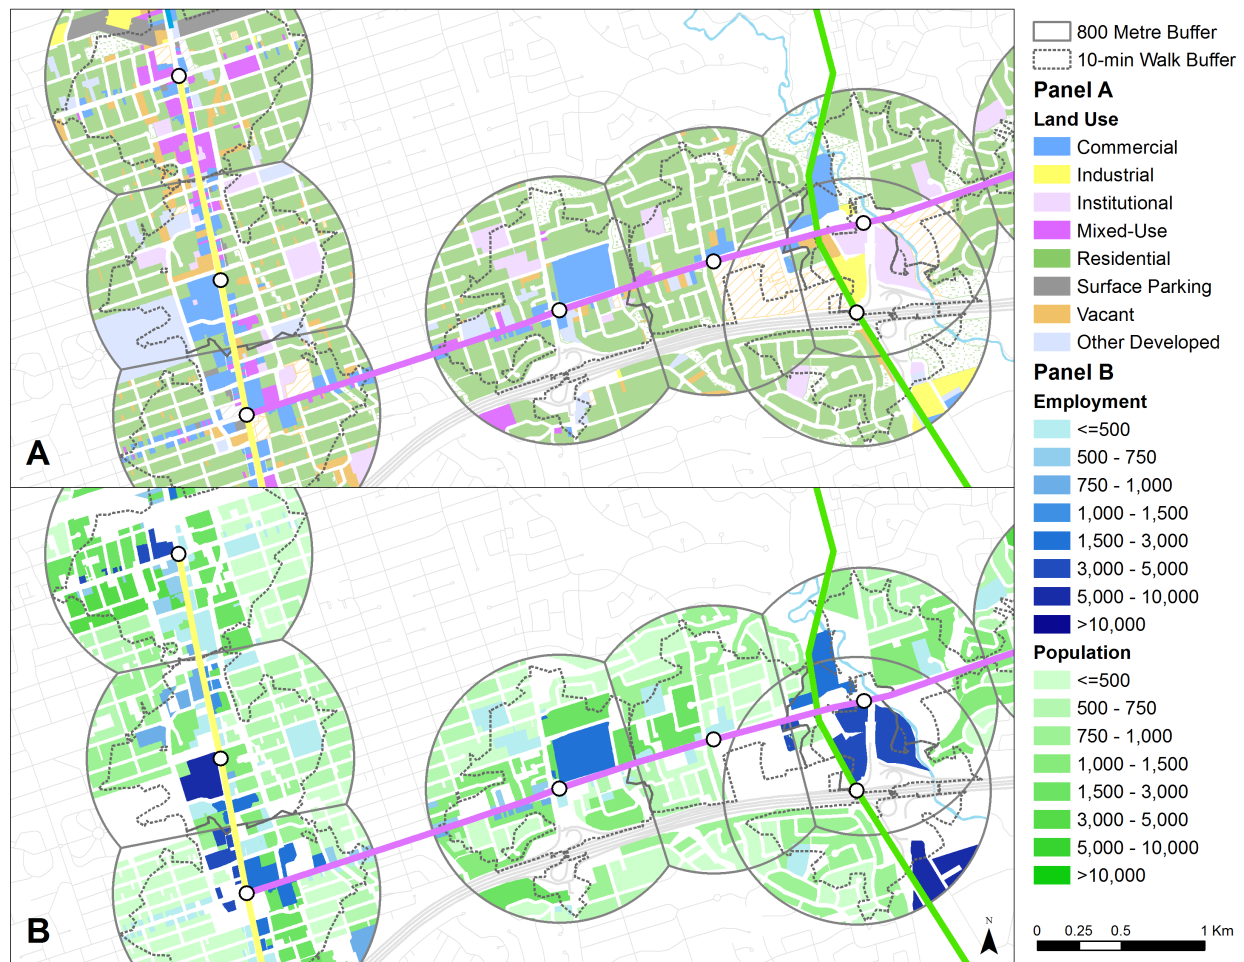 800 Metre Buffer
10-min Walk Buffer
Panel A
Land Use
Commercial
Industrial
Institutional
Mixed-Use
Residential
Surface Parking
Vacant
Other Developed
Panel B
Employment
<=500
500 - 750
750 - 1,000
1,000 - 1,500
1,500 - 3,000
3,000 - 5,000
5,000 - 10,000
>10,000
Population
<=500
500 - 750
750 - 1,000
1,000 - 1,500
1,500 - 3,000
3,000 - 5,000
5,000 - 10,000
>10,000
A
B
N
0 0.25 0.5 1 Km